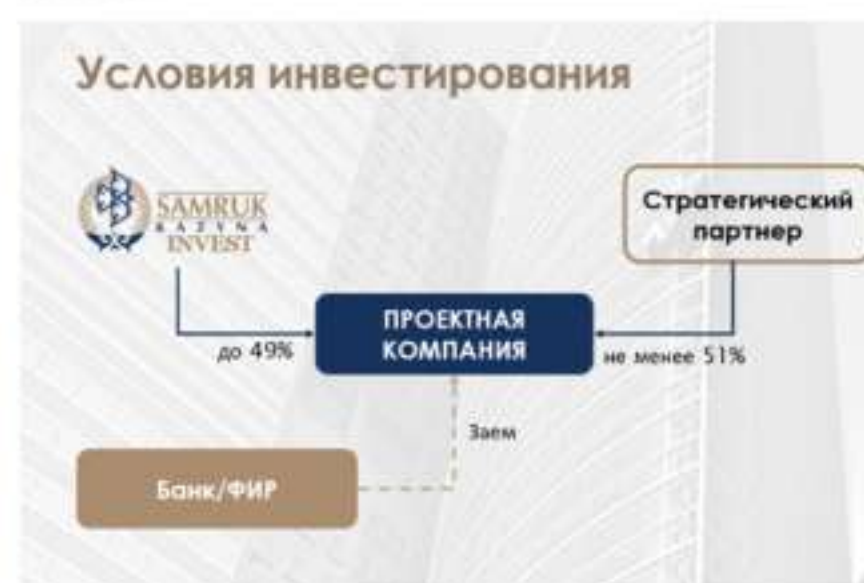 Условия инвестирования
SAMRUK
KAZYNA
INVEST
Стратегический
партнер
ПРОЕКТНАЯ
КОМПАНИЯ
до 49%
не менее 51%
Заем
Банк/ФИР